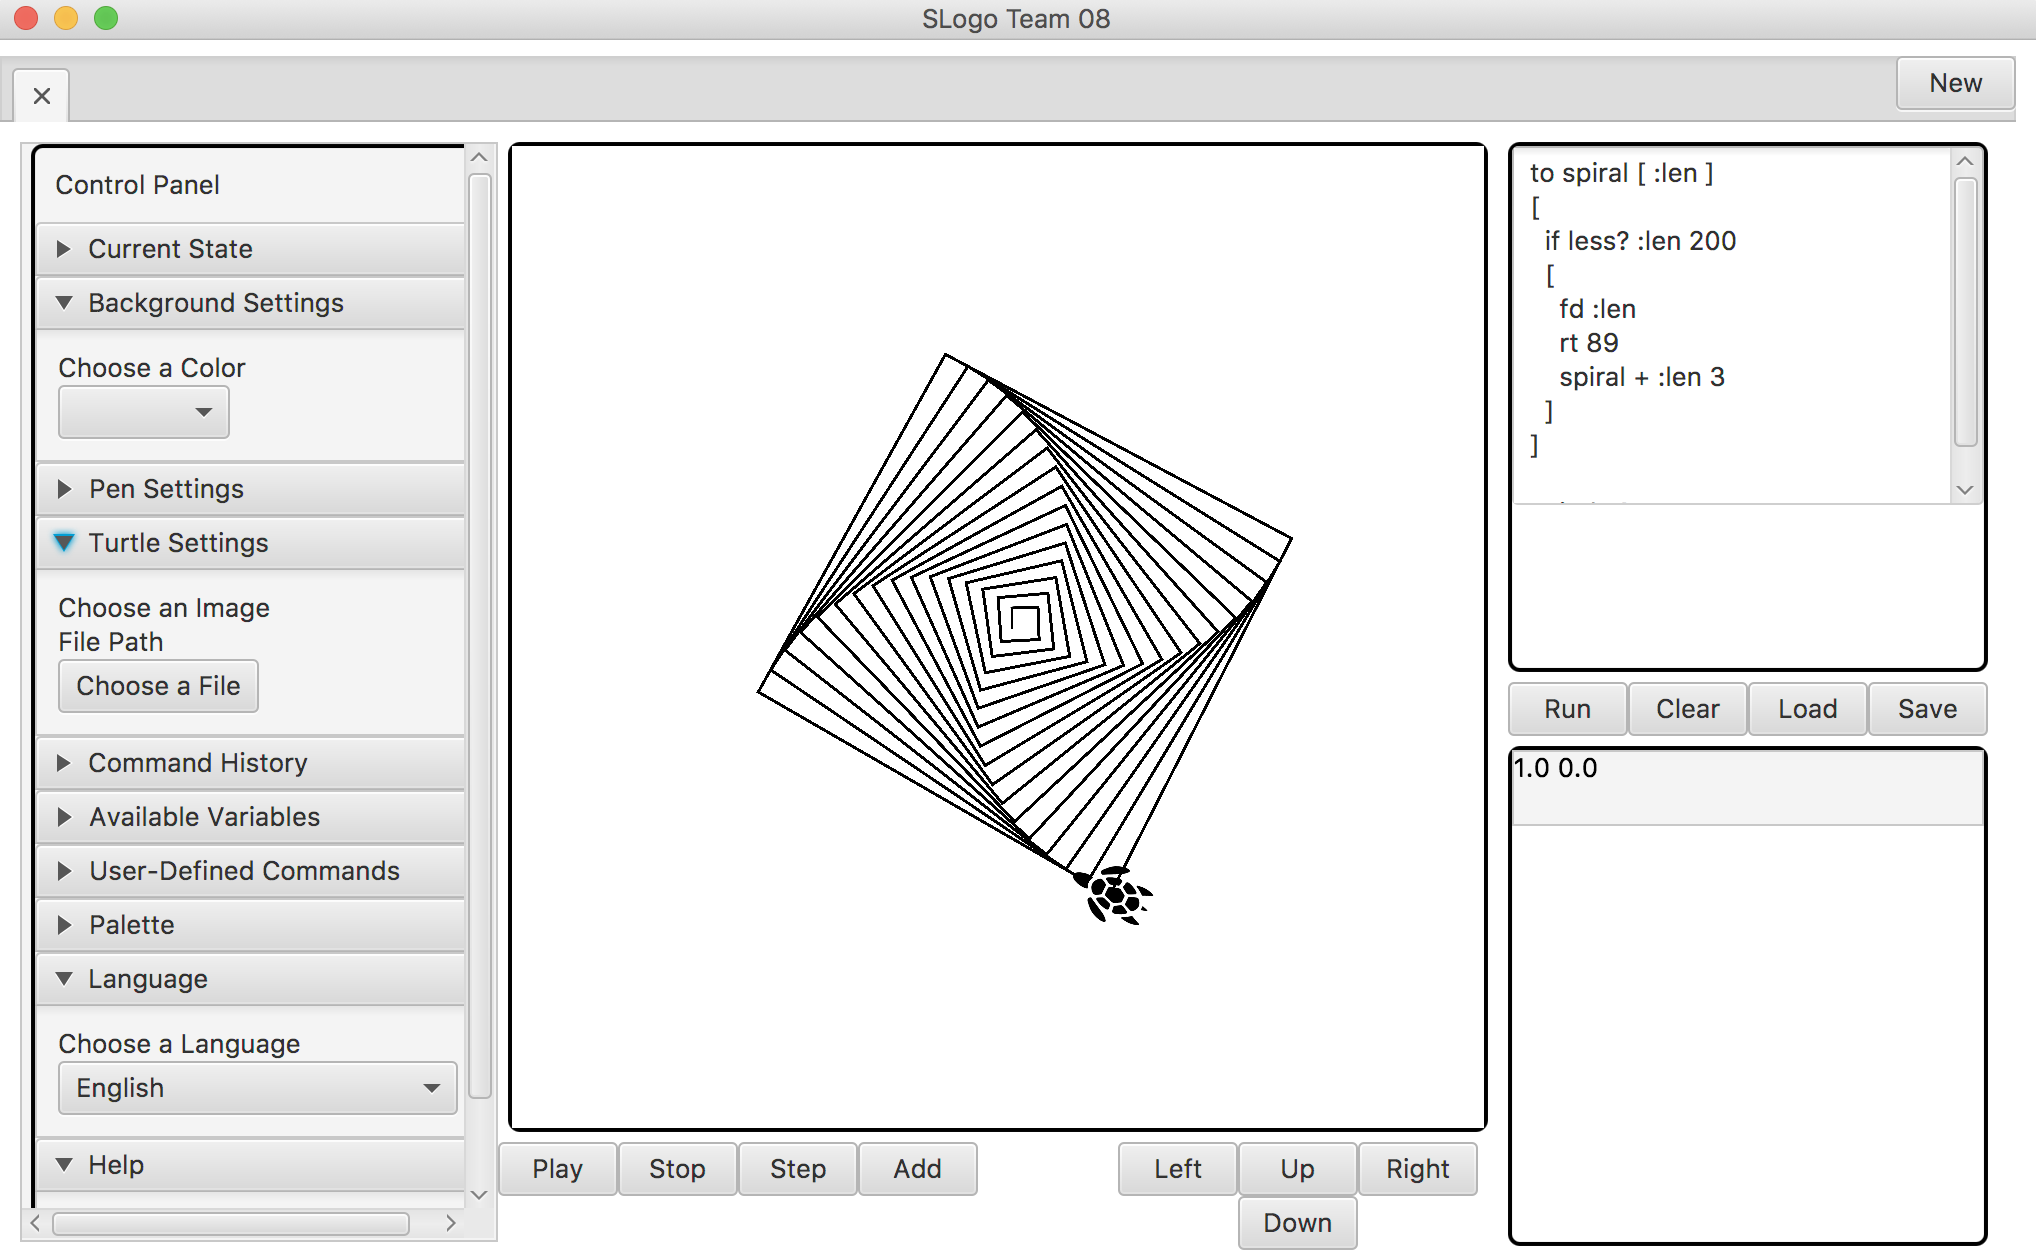 SLogo Team 08
New
Control Panel
Current State
Background Settings
Choose a Color
Pen Settings
Turtle Settings
Choose an Image
File Path
Choose a File
Command History
Available Variables
User-Defined Commands
Palette
Language
Choose a Language
English
Help
Play
Stop
Step
Add
Left
Up
Right
Down
to spiral [ :len ]
[
if less? :len 200
[
fd :len
rt 89
spiral + :len 3
]
]
Run
Clear
Load
Save
1.0 0.0